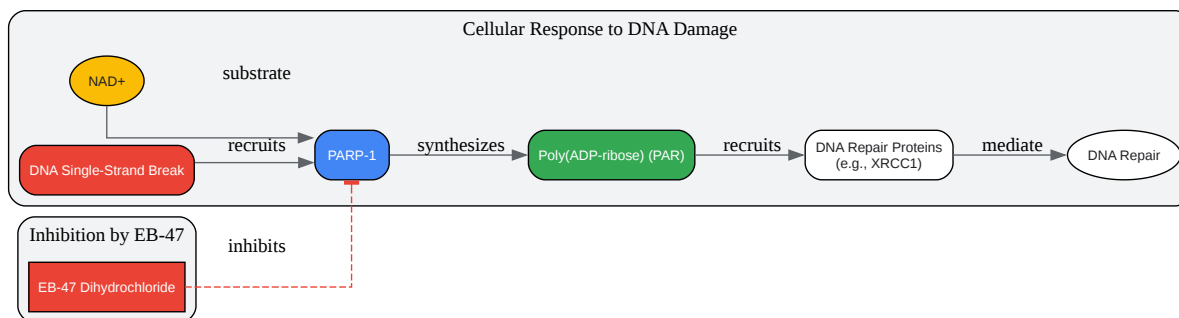 Cellular Response to DNA Damage
NAD+
substrate
DNA Single-Strand Break
recruits
PARP-1
synthesizes
Poly(ADP-ribose) (PAR)
recruits
DNA Repair Proteins
(e.g., XRCC1)
mediate
DNA Repair
Inhibition by EB-47
inhibits
EB-47 Dihydrochloride